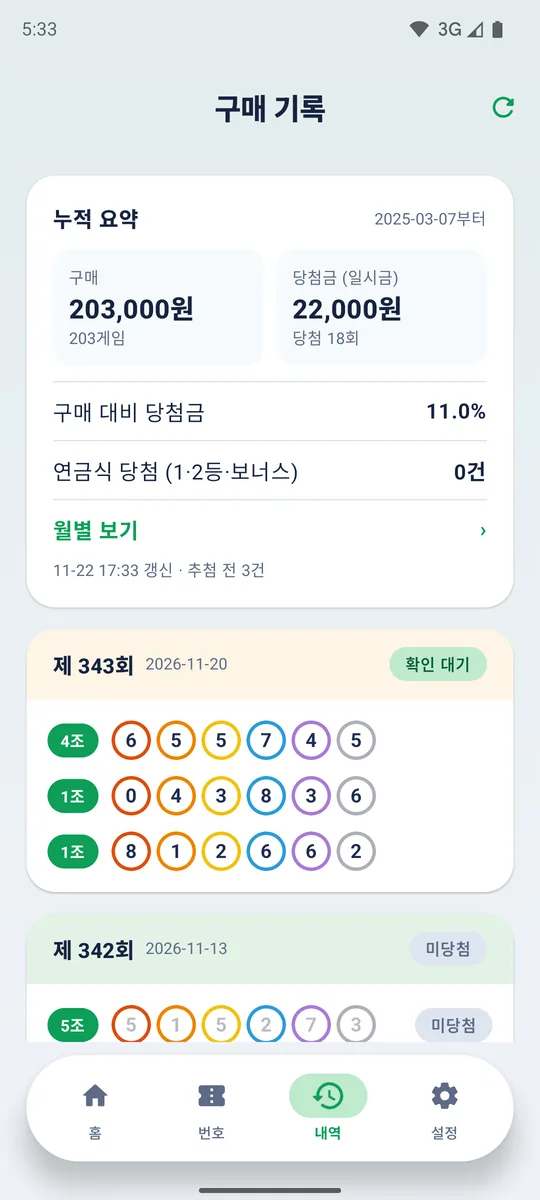 5:33 3G
구매 기록
누적 요약 2025-03-07부터
구매 당첨금 (일시금)
203,000원 22,000원
203게임 당첨 18회
구매 대비 당첨금 11.0%
연금식 당첨 (1·2등·보너스) 0건
월별 보기 ›
11-22 17:33 갱신 · 추첨 전 3건
제 343회 2026-11-20 확인 대기
4조 6 5 5 7 4 5
1조 0 4 3 8 3 6
1조 8 1 2 6 6 2
제 342회 2026-11-13 미당첨
5조 5 1 5 2 7 3 미당첨
홈 번호 내역 설정